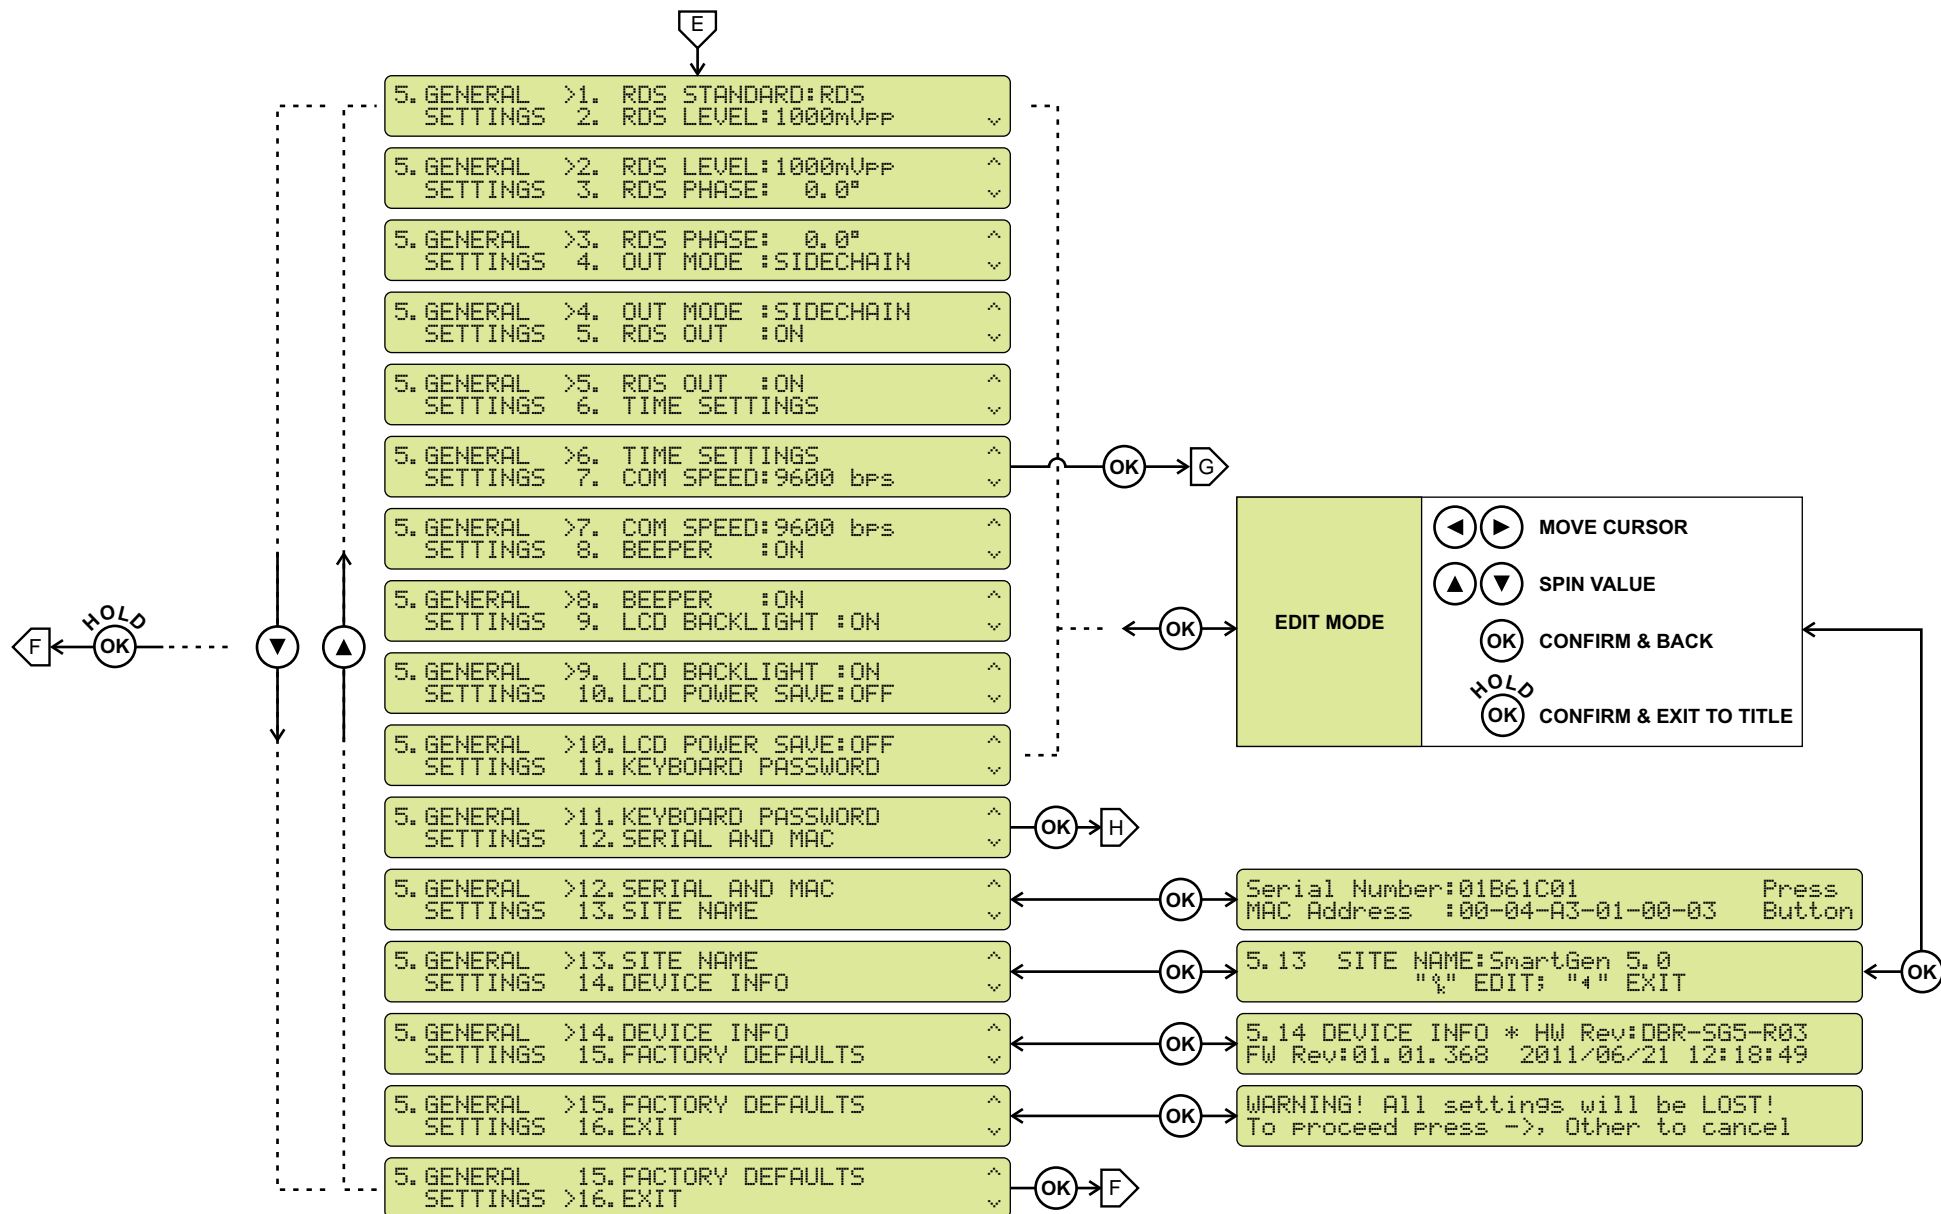 E
5. GENERAL >1. RDS STANDARD:RDS
SETTINGS 2. RDS LEVEL:1000mVpp
5. GENERAL >2. RDS LEVEL:1000mVpp ^
SETTINGS 3. RDS PHASE: 0.0°
5. GENERAL >3. RDS PHASE: 0.0° ^
SETTINGS 4. OUT MODE :SIDECHAIN
5. GENERAL >4. OUT MODE :SIDECHAIN ^
SETTINGS 5. RDS OUT :ON
5. GENERAL >5. RDS OUT :ON ^
SETTINGS 6. TIME SETTINGS
5. GENERAL >6. TIME SETTINGS ^
SETTINGS 7. COM SPEED:9600 bps
OK
G
5. GENERAL >7. COM SPEED:9600 bps ^
SETTINGS 8. BEEPER :ON
5. GENERAL >8. BEEPER :ON ^
SETTINGS 9. LCD BACKLIGHT :ON
5. GENERAL >9. LCD BACKLIGHT :ON ^
SETTINGS 10.LCD POWER SAVE:OFF
5. GENERAL >10.LCD POWER SAVE:OFF ^
SETTINGS 11.KEYBOARD PASSWORD
F
HOLD
OK
OK
EDIT MODE
MOVE CURSOR
SPIN VALUE
OK CONFIRM & BACK
HOLD
OK CONFIRM & EXIT TO TITLE
5. GENERAL >11.KEYBOARD PASSWORD ^
SETTINGS 12.SERIAL AND MAC
OK
H
5. GENERAL >12.SERIAL AND MAC ^
SETTINGS 13.SITE NAME
OK
Serial Number:01B61C01 Press
MAC Address :00-04-A3-01-00-03 Button
5. GENERAL >13.SITE NAME ^
SETTINGS 14.DEVICE INFO
OK
5.13 SITE NAME:SmartGen 5.0
"OK" EDIT; "◄" EXIT
OK
5. GENERAL >14.DEVICE INFO ^
SETTINGS 15.FACTORY DEFAULTS
OK
5.14 DEVICE INFO * HW Rev:DBR-SG5-R03
FW Rev:01.01.368 2011/06/21 12:18:49
5. GENERAL >15.FACTORY DEFAULTS ^
SETTINGS 16.EXIT
OK
WARNING! All settings will be LOST!
To proceed press ->, Other to cancel
5. GENERAL 15.FACTORY DEFAULTS ^
SETTINGS >16.EXIT
OK
F